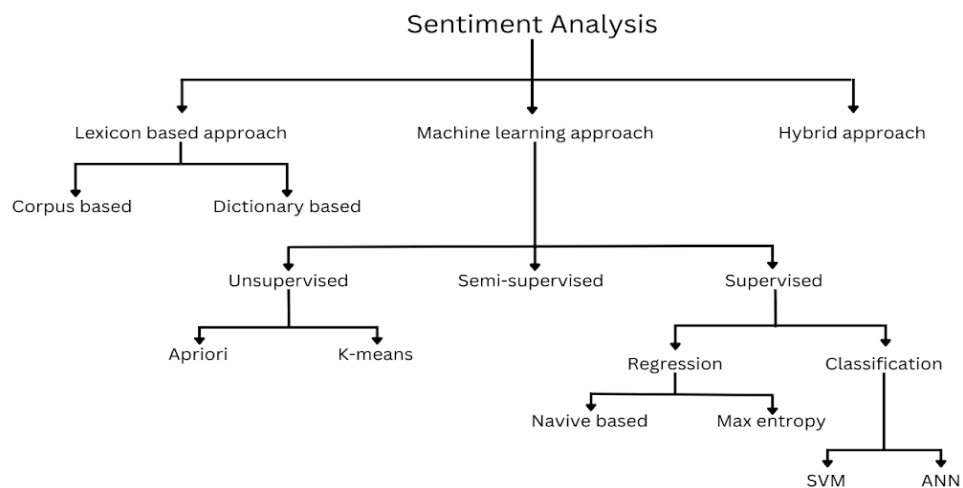 Sentiment Analysis
Lexicon based approach
Machine learning approach
Hybrid approach
Corpus based
Dictionary based
Unsupervised
Semi-supervised
Supervised
Apriori
K-means
Regression
Classification
Navive based
Max entropy
SVM
ANN